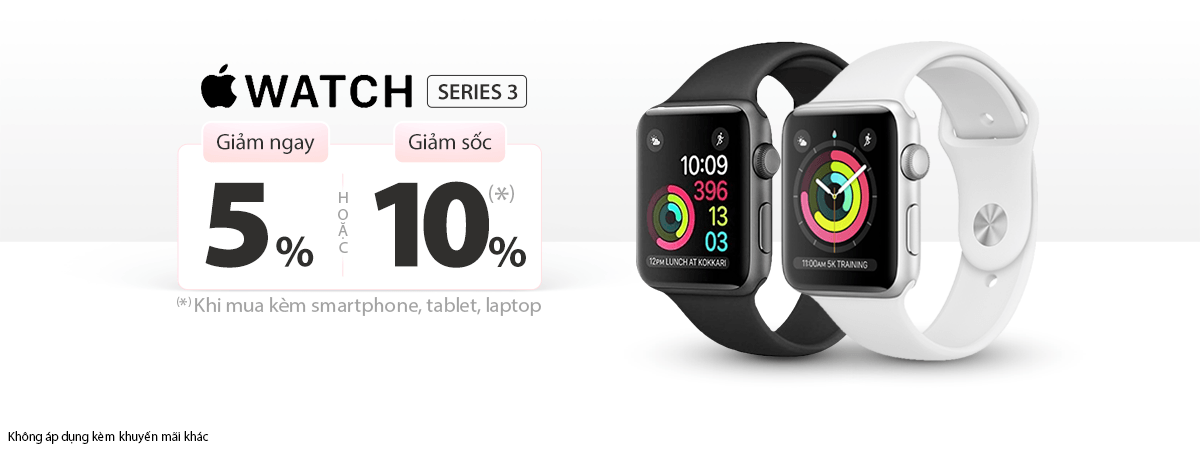 WATCH SERIES 3
Giảm ngay
5%
HOẶC
Giảm sốc
10% (*)
(*) Khi mua kèm smartphone, tablet, laptop
10:09
396
13
03
12PM LUNCH AT KOKKARI
11:00AM 5K TRAINING
Không áp dụng kèm khuyến mãi khác